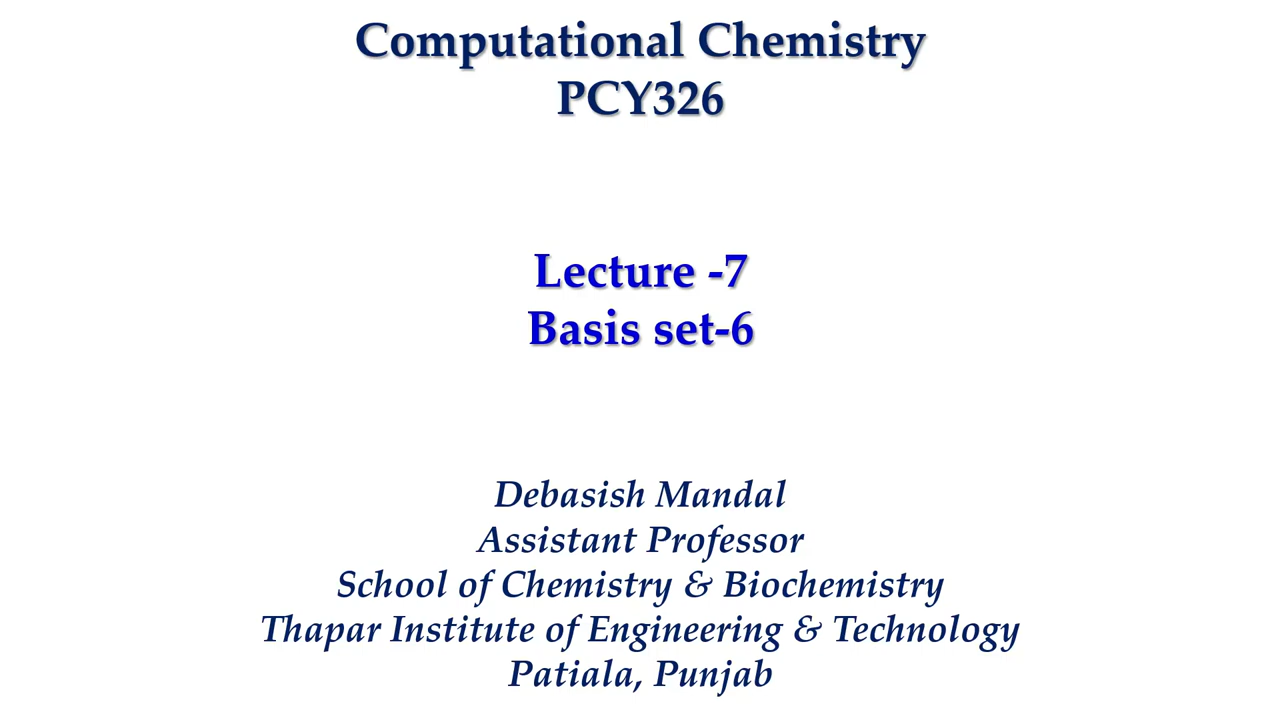 Computational Chemistry
PCY326
Lecture -7
Basis set-6
Debasish Mandal
Assistant Professor
School of Chemistry & Biochemistry
Thapar Institute of Engineering & Technology
Patiala, Punjab